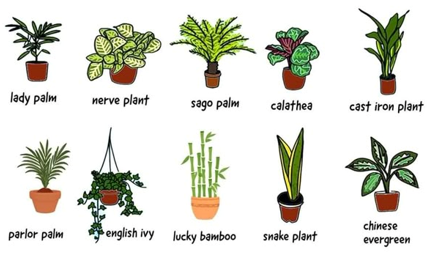 lady palm
nerve plant
sago palm
calathea
cast iron plant
parlor palm
english ivy
lucky bamboo
snake plant
chinese
evergreen